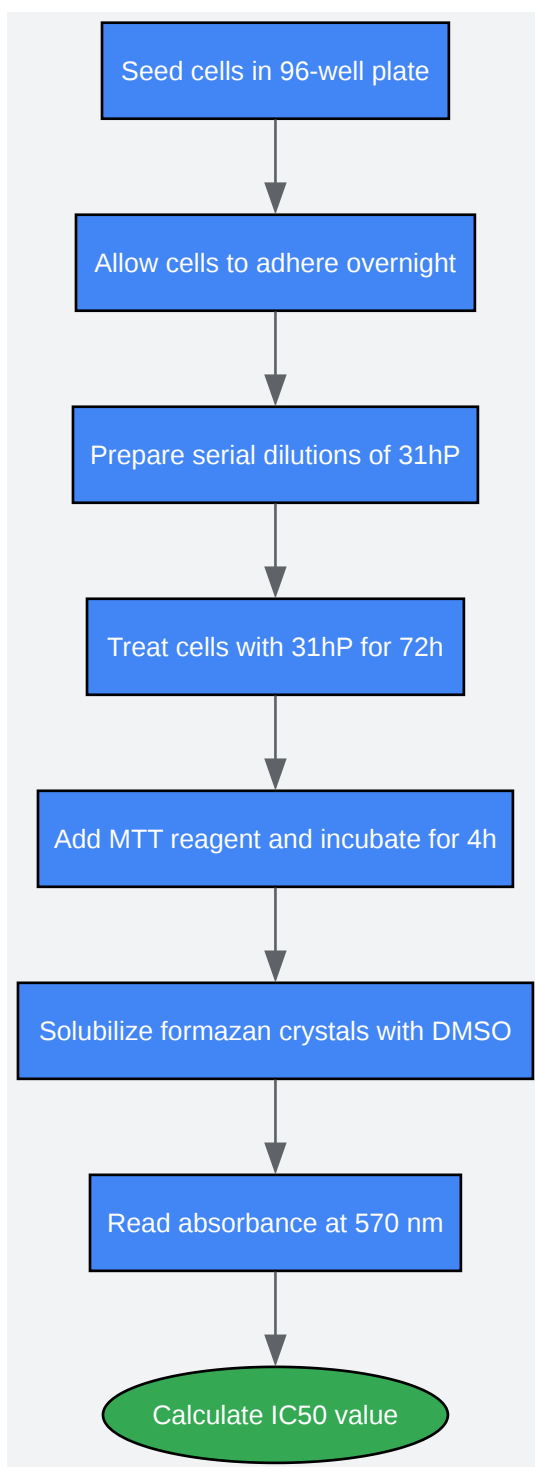 Seed cells in 96-well plate
Allow cells to adhere overnight
Prepare serial dilutions of 31hP
Treat cells with 31hP for 72h
Add MTT reagent and incubate for 4h
Solubilize formazan crystals with DMSO
Read absorbance at 570 nm
Calculate IC50 value